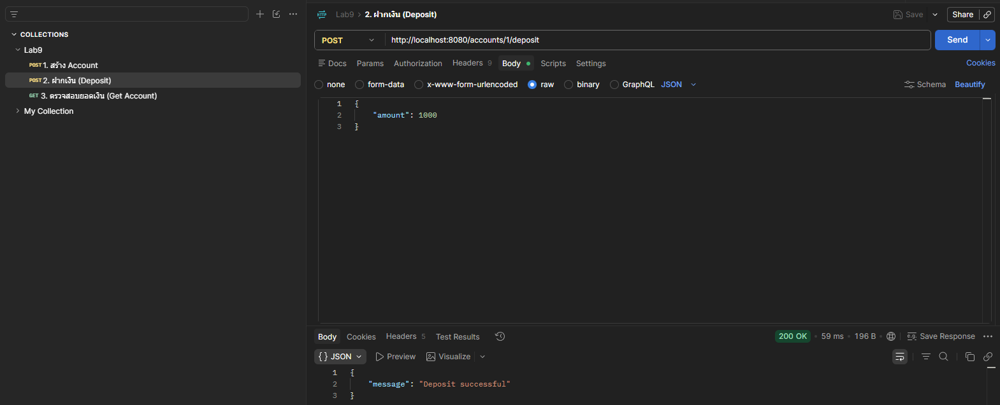 COLLECTIONS
Lab9
POST 1. สร้าง Account
POST 2. ฝากเงิน (Deposit)
GET 3. ตรวจสอบยอดเงิน (Get Account)
My Collection
HTTP Lab9 > 2. ฝากเงิน (Deposit)
Save Share
POST http://localhost:8080/accounts/1/deposit Send
Docs Params Authorization Headers 9 Body Scripts Settings Cookies
none form-data x-www-form-urlencoded raw binary GraphQL JSON Schema Beautify
1 {
2 "amount": 1000
3 }
Body Cookies Headers 5 Test Results 200 OK • 59 ms • 196 B • e.g. Save Response
{} JSON Preview Visualize
1 {
2 "message": "Deposit successful"
3 }